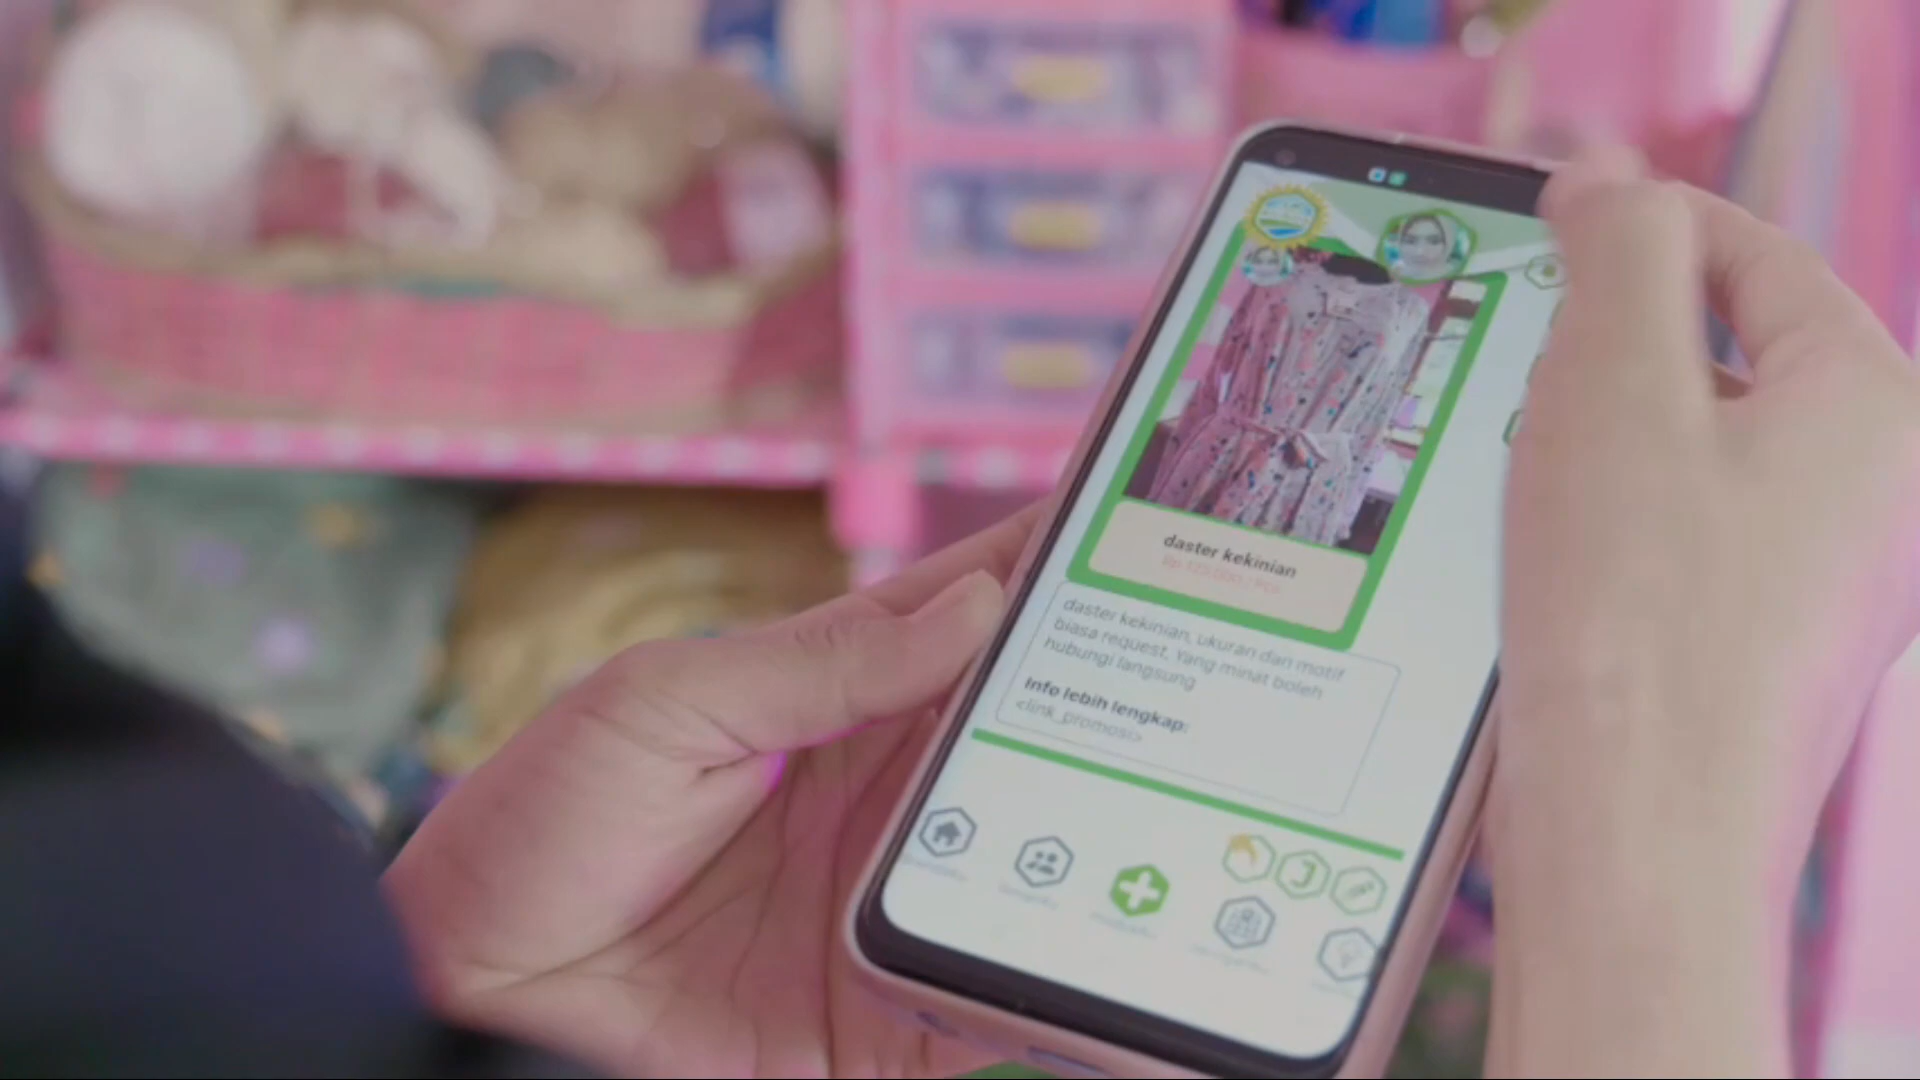 daster kekinian
daster kekinian, ukuran dan motif
biasa request, Yang minat boleh
hubungi langsung
Info lebih lengkap:
<link_promosi>